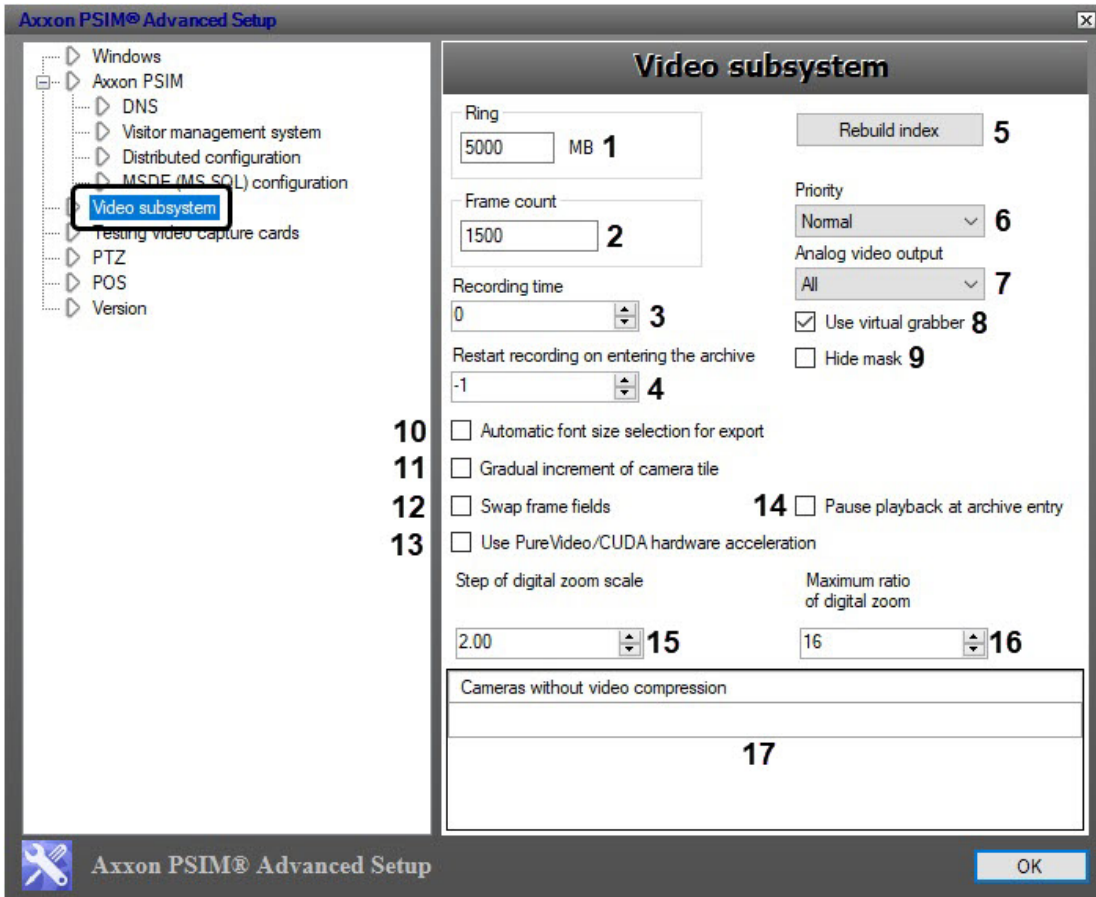 Axxon PSIM® Advanced Setup
Windows
Axxon PSIM
DNS
Visitor management system
Distributed configuration
MSDE (MS SQL) configuration
Video subsystem
Testing video capture cards
PTZ
POS
Version
Video subsystem
Ring
5000 MB 1
Rebuild index 5
Frame count
1500 2
Priority
Normal 6
Analog video output
All 7
Recording time
0 3
Use virtual grabber 8
Restart recording on entering the archive
-1 4
Hide mask 9
10 Automatic font size selection for export
11 Gradual increment of camera tile
12 Swap frame fields
14 Pause playback at archive entry
13 Use PureVideo/CUDA hardware acceleration
Step of digital zoom scale
2.00 15
Maximum ratio
of digital zoom
16 16
Cameras without video compression
17
Axxon PSIM® Advanced Setup
OK